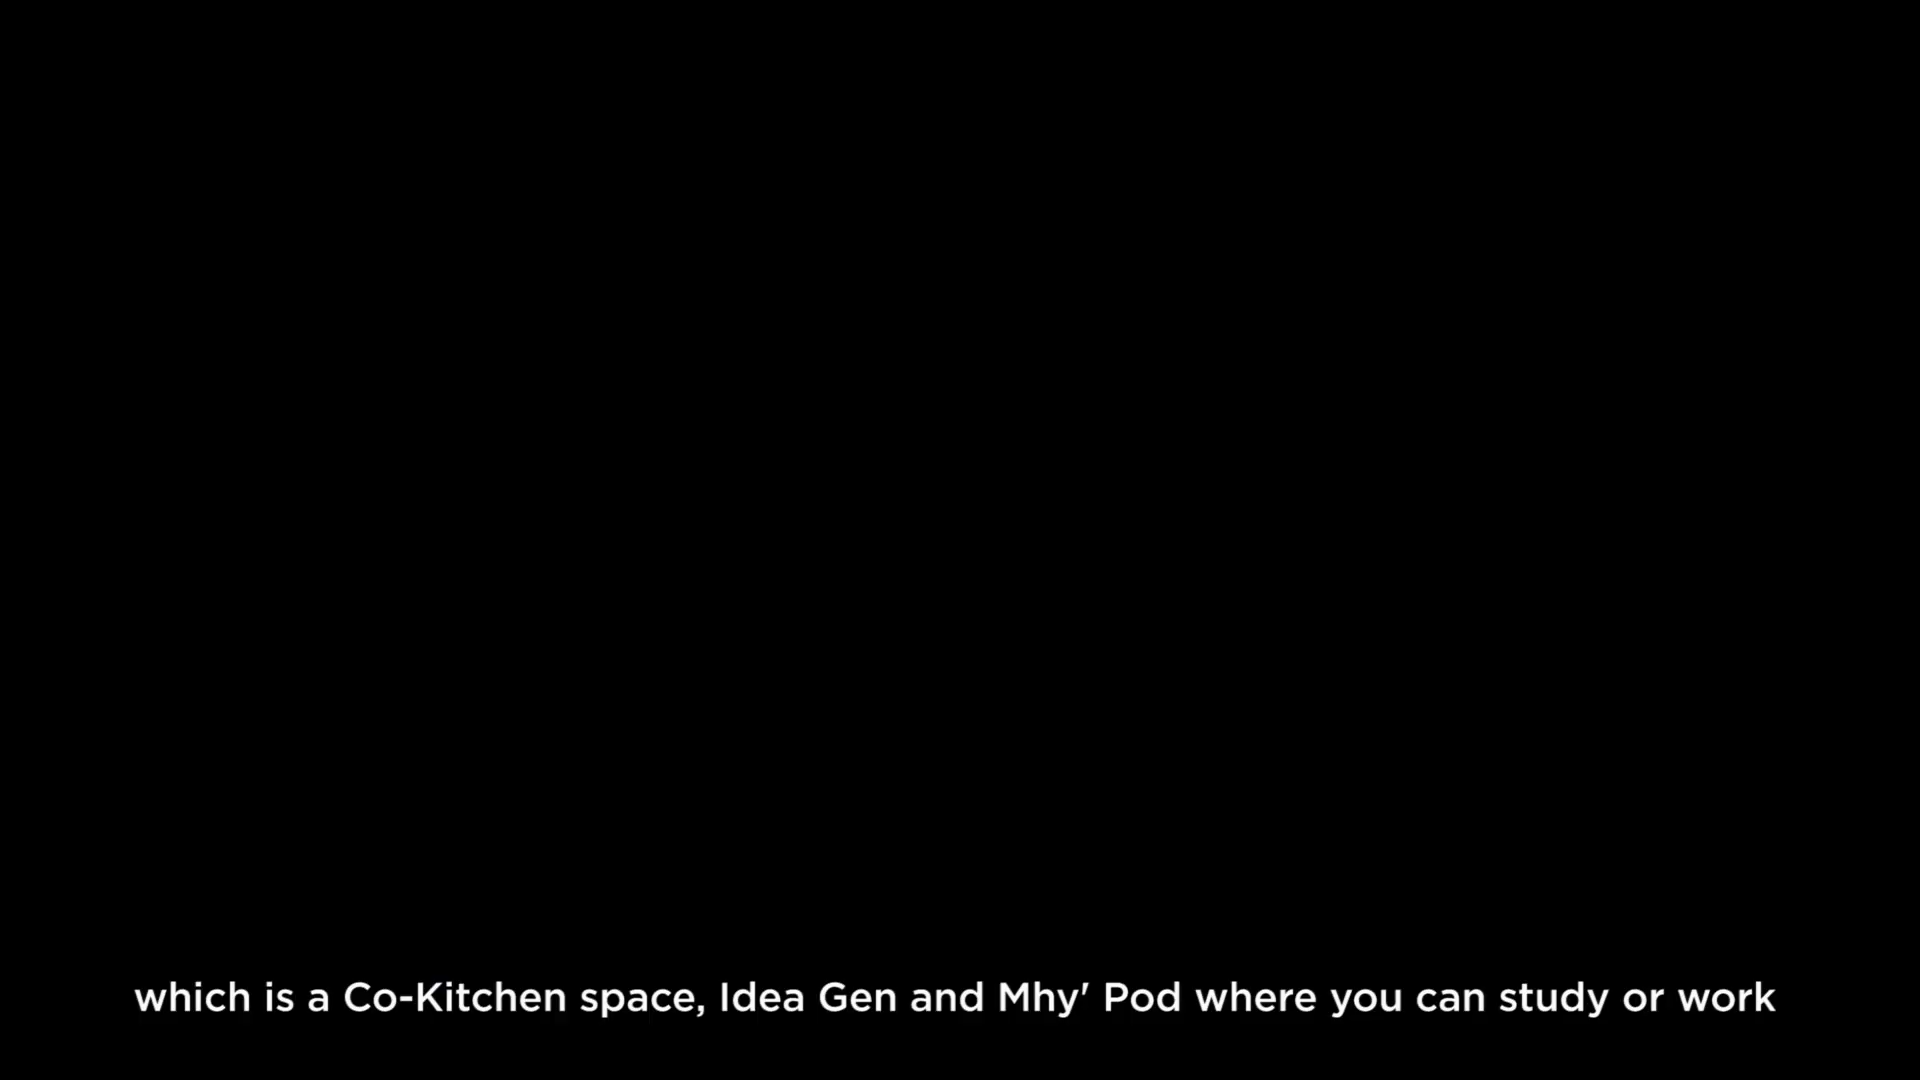 which is a Co-Kitchen space, Idea Gen and Mhy' Pod where you can study or work